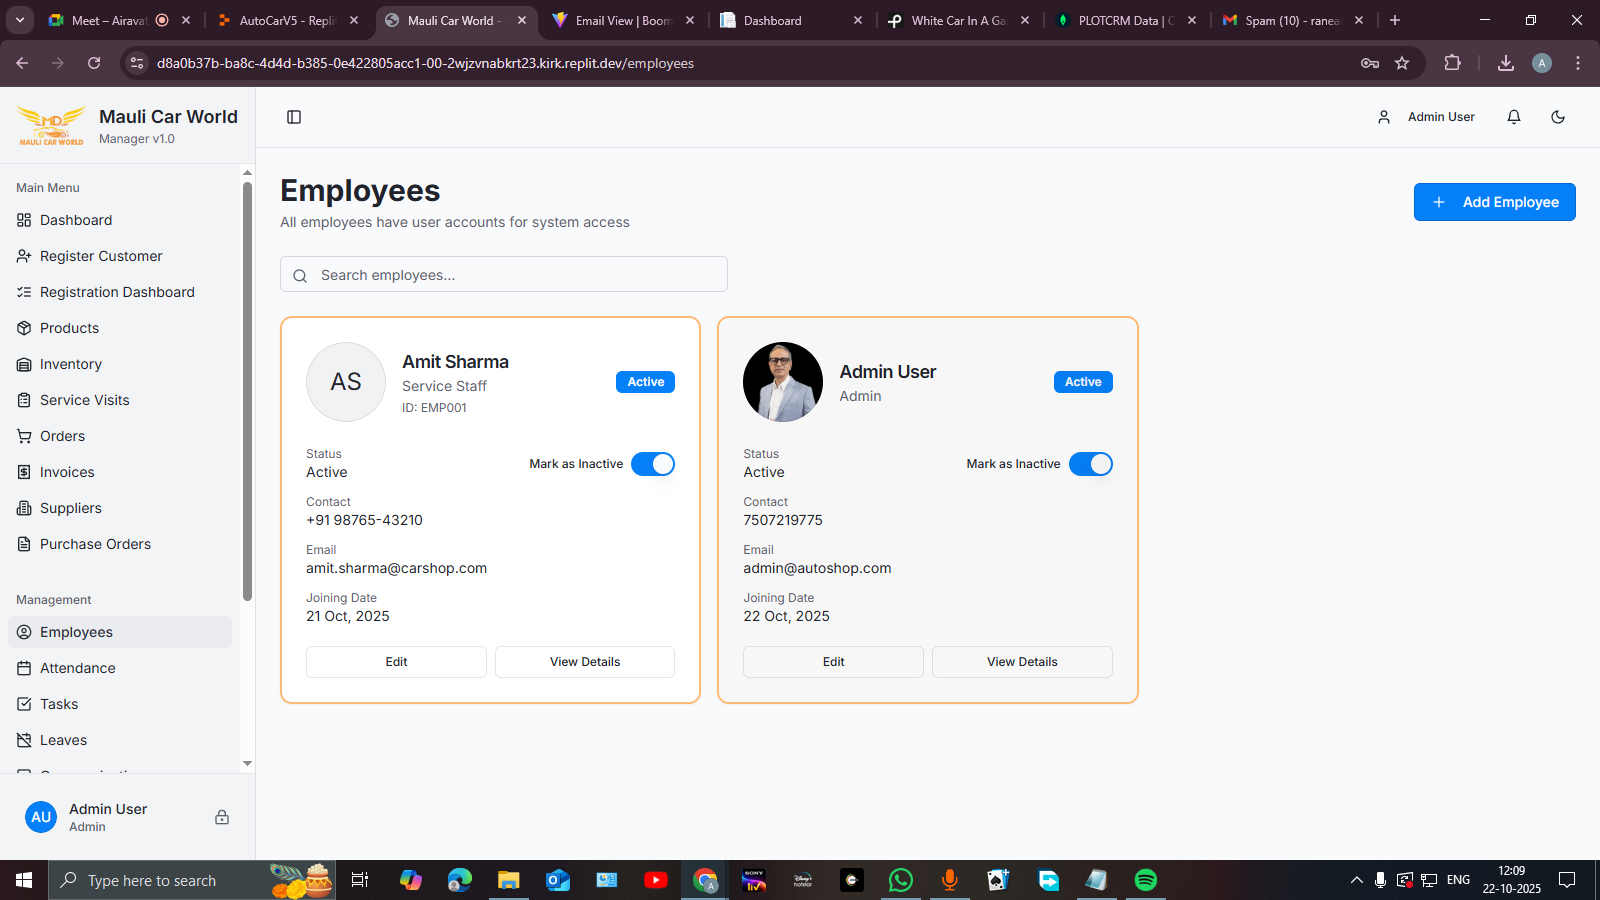 Meet – Airavat
AutoCarV5 - Replit
Mauli Car World -
Email View | Boom
Dashboard
White Car In A Ga
PLOTCRM Data | C
Spam (10) - ranea
d8a0b37b-ba8c-4d4d-b385-0e422805acc1-00-2wjzvnabkrt23.kirk.replit.dev/employees
A
MD
MAULI CAR WORLD
Mauli Car World
Manager v1.0
Admin User
Main Menu
Dashboard
Register Customer
Registration Dashboard
Products
Inventory
Service Visits
Orders
Invoices
Suppliers
Purchase Orders
Management
Employees
Attendance
Tasks
Leaves
AU
Admin User
Admin
Employees
All employees have user accounts for system access
Add Employee
Search employees...
AS
Amit Sharma
Service Staff
ID: EMP001
Active
Status
Active
Mark as Inactive
Contact
+91 98765-43210
Email
amit.sharma@carshop.com
Joining Date
21 Oct, 2025
Edit
View Details
Admin User
Admin
Active
Status
Active
Mark as Inactive
Contact
7507219775
Email
admin@autoshop.com
Joining Date
22 Oct, 2025
Edit
View Details
Type here to search
A
SONY
liv
hotstar
ENG
12:09
22-10-2025